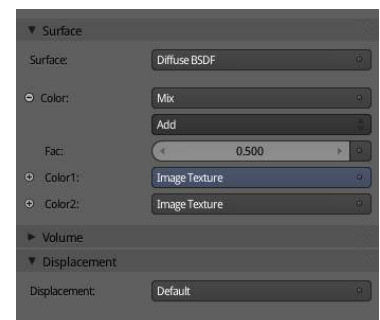 Surface
Surface: Diffuse BSDF
Color: Mix
Add
Fac: 0.500
Color1: Image Texture
Color2: Image Texture
Volume
Displacement
Displacement: Default